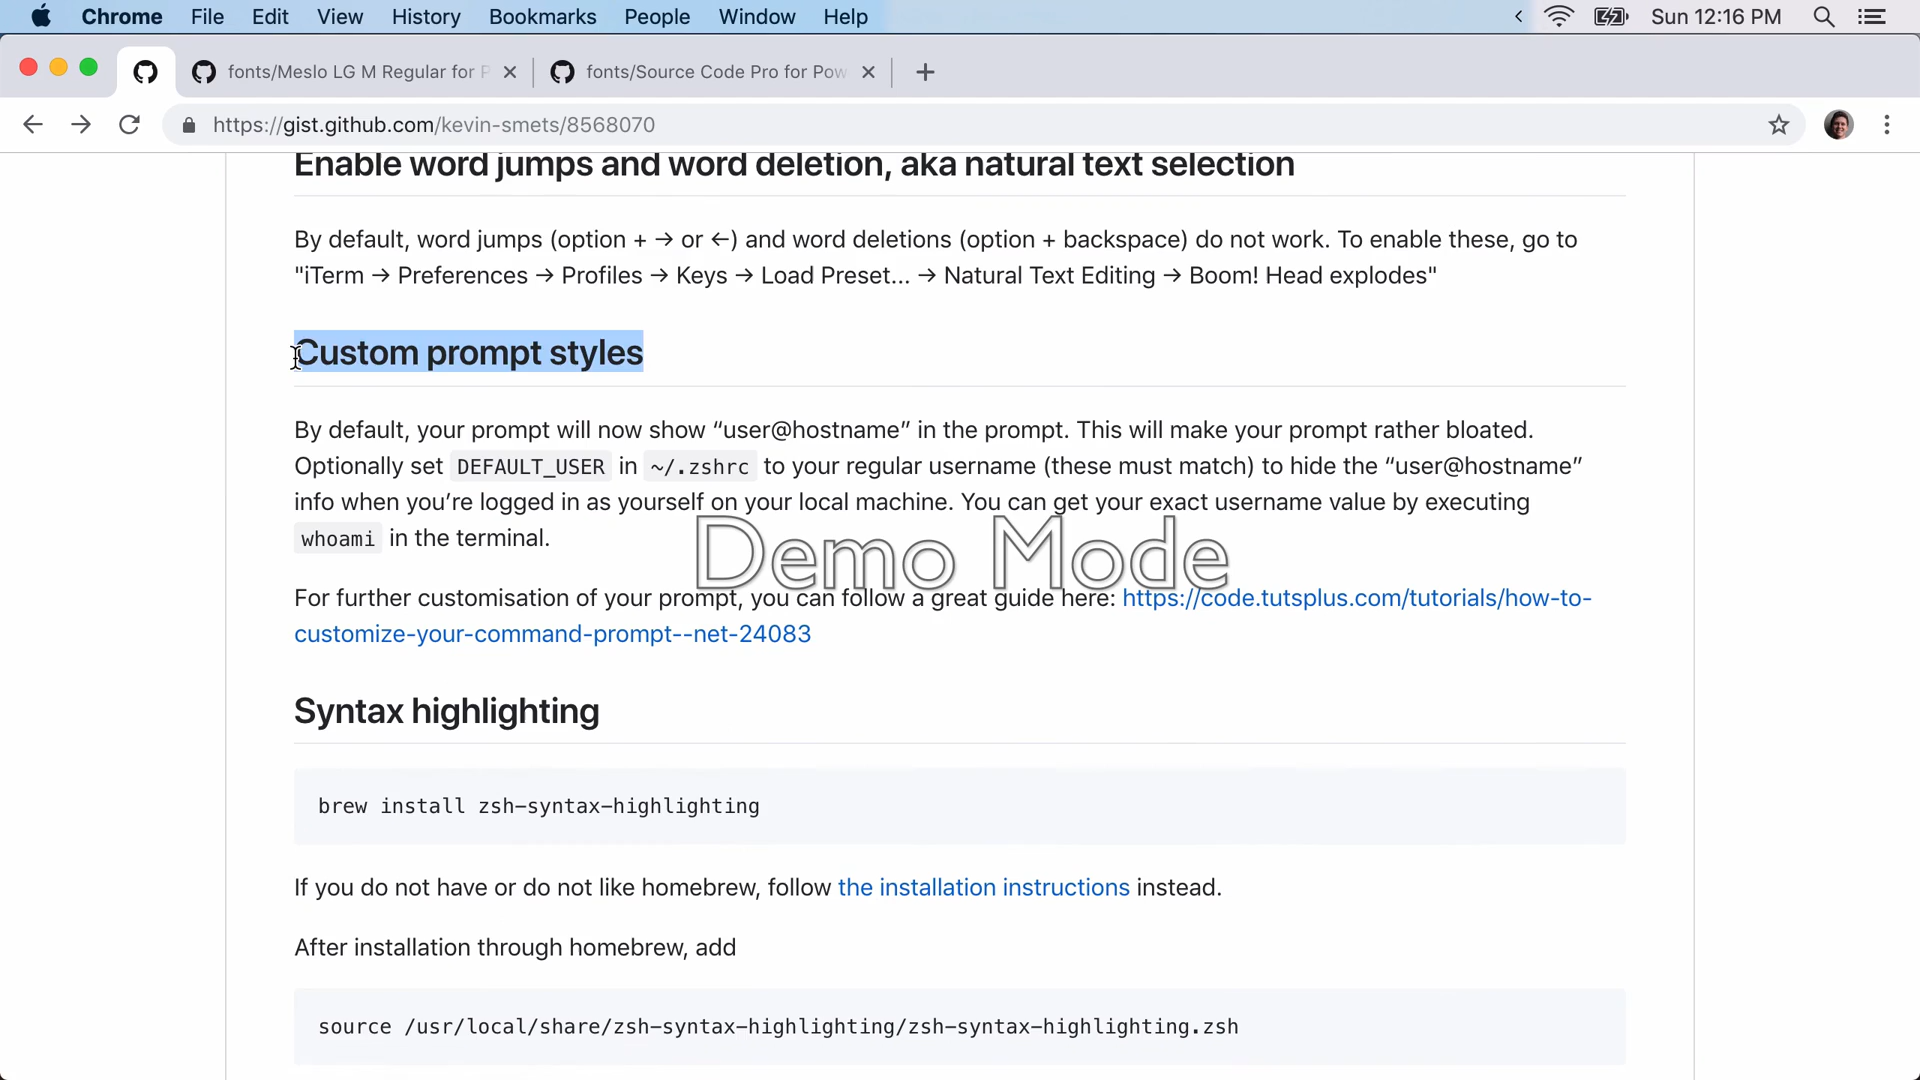 Chrome File Edit View History Bookmarks People Window Help Sun 12:16 PM
fonts/Meslo LG M Regular for P fonts/Source Code Pro for Pow
https://gist.github.com/kevin-smets/8568070
Enable word jumps and word deletion, aka natural text selection
By default, word jumps (option + → or ←) and word deletions (option + backspace) do not work. To enable these, go to
"iTerm → Preferences → Profiles → Keys → Load Preset... → Natural Text Editing → Boom! Head explodes"
Custom prompt styles
By default, your prompt will now show “user@hostname” in the prompt. This will make your prompt rather bloated.
Optionally set DEFAULT_USER in ~/.zshrc to your regular username (these must match) to hide the “user@hostname”
info when you’re logged in as yourself on your local machine. You can get your exact username value by executing
whoami in the terminal.
Demo Mode
For further customisation of your prompt, you can follow a great guide here: https://code.tutsplus.com/tutorials/how-to-
customize-your-command-prompt--net-24083
Syntax highlighting
brew install zsh-syntax-highlighting
If you do not have or do not like homebrew, follow the installation instructions instead.
After installation through homebrew, add
source /usr/local/share/zsh-syntax-highlighting/zsh-syntax-highlighting.zsh